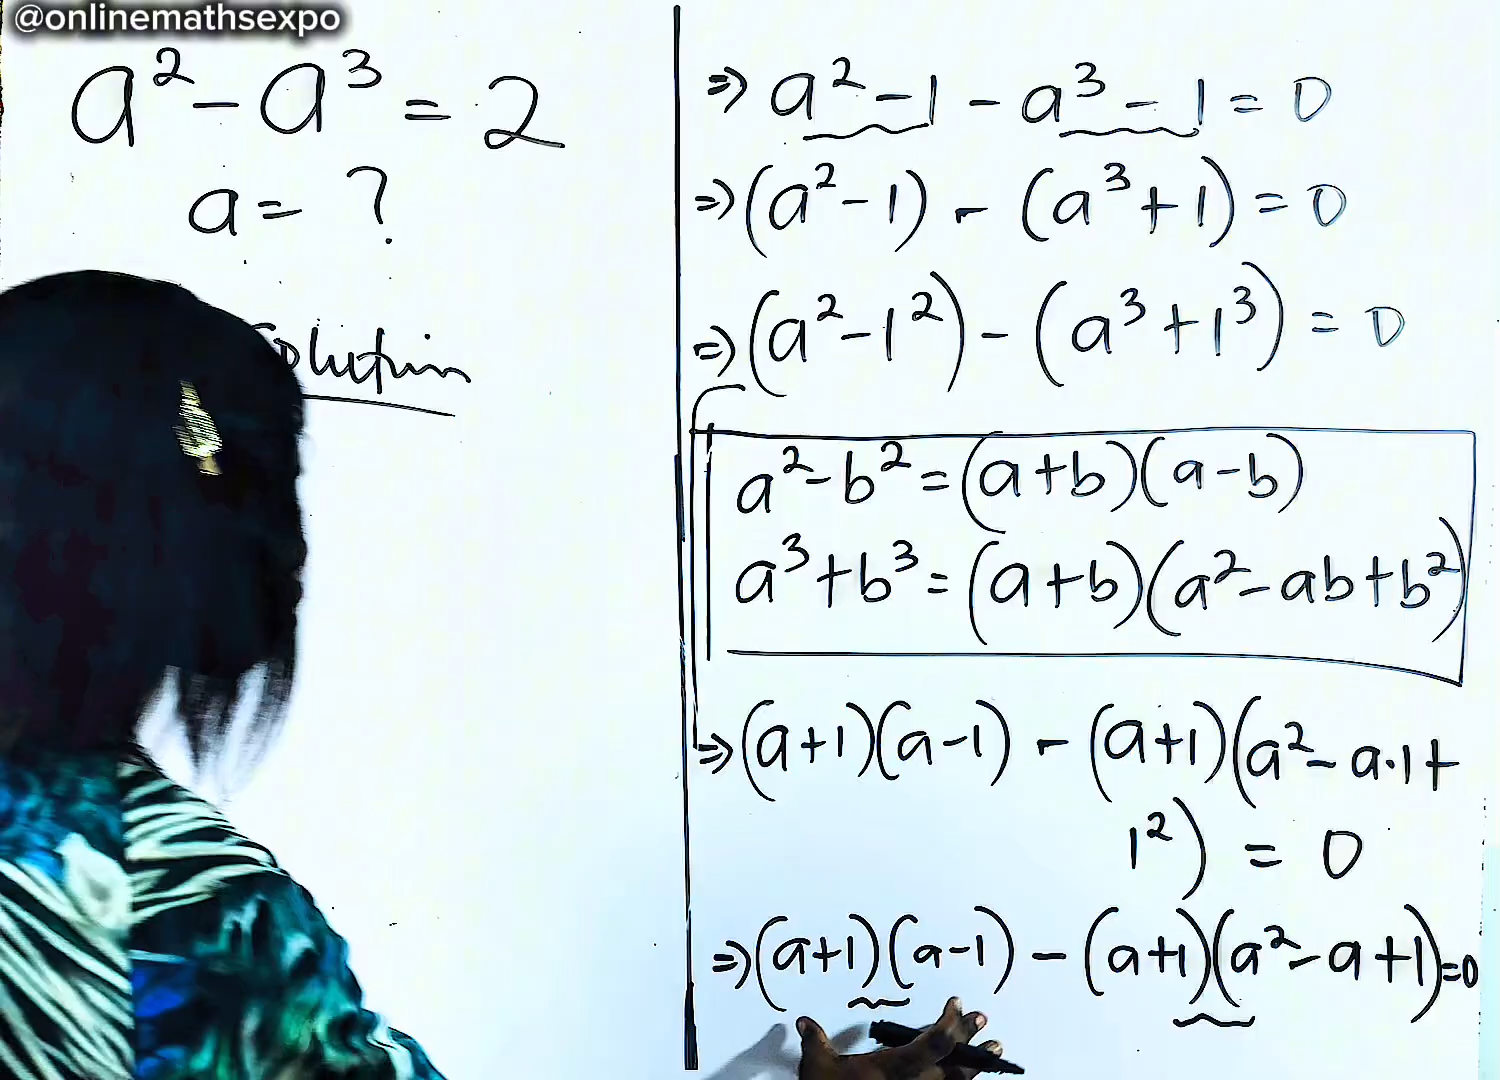 @onlinemathsexpo
a² - a³ = 2
a = ?
olution
⇒ a² - 1 - a³ - 1 = 0
⇒ (a² - 1) - (a³ + 1) = 0
⇒ (a² - 1²) - (a³ + 1³) = 0
a² - b² = (a+b)(a-b)
a³ + b³ = (a+b)(a² - ab + b²)
⇒ (a+1)(a-1) - (a+1)(a² - a·1 +
1²) = 0
⇒ (a+1)(a-1) - (a+1)(a² - a + 1) = 0